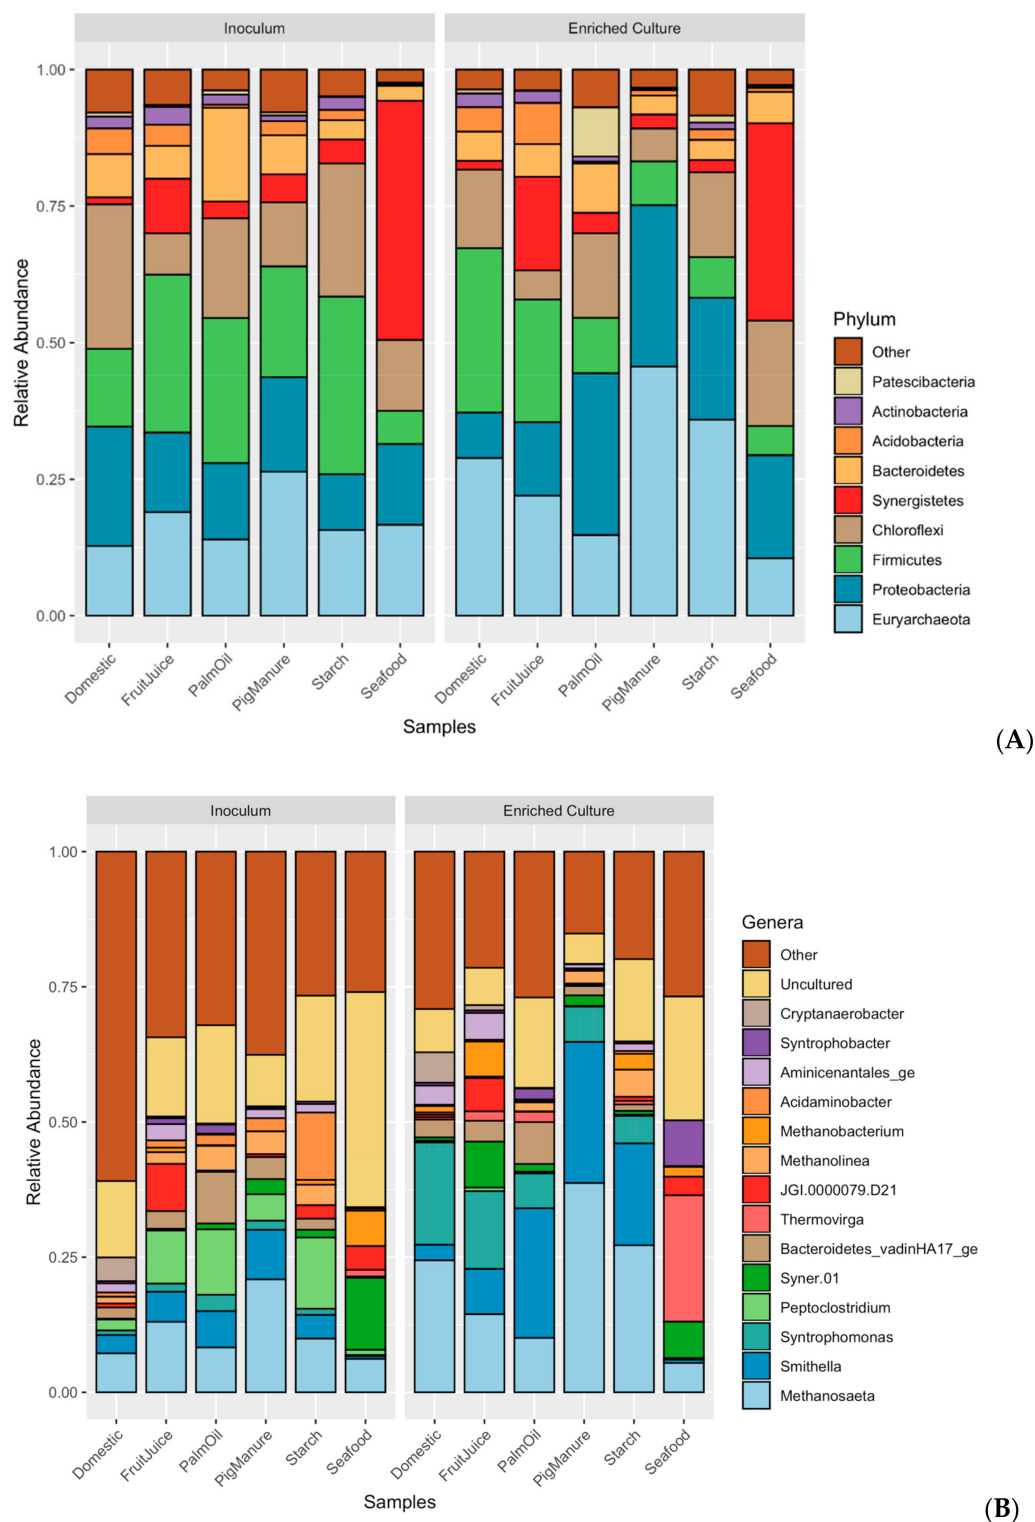 Inoculum
Enriched Culture
1.00
0.75
0.50
0.25
0.00
Relative Abundance
Domestic
FruitJuice
PalmOil
PigManure
Starch
Seafood
Domestic
FruitJuice
PalmOil
PigManure
Starch
Seafood
Samples
Phylum
Other
Patescibacteria
Actinobacteria
Acidobacteria
Bacteroidetes
Synergistetes
Chloroflexi
Firmicutes
Proteobacteria
Euryarchaeota
(A)
Inoculum
Enriched Culture
1.00
0.75
0.50
0.25
0.00
Relative Abundance
Domestic
FruitJuice
PalmOil
PigManure
Starch
Seafood
Domestic
FruitJuice
PalmOil
PigManure
Starch
Seafood
Samples
Genera
Other
Uncultured
Cryptanaerobacter
Syntrophobacter
Aminicenantales_ge
Acidaminobacter
Methanobacterium
Methanolinea
JGI.0000079.D21
Thermovirga
Bacteroidetes_vadinHA17_ge
Syner.01
Peptoclostridium
Syntrophomonas
Smithella
Methanosaeta
(B)